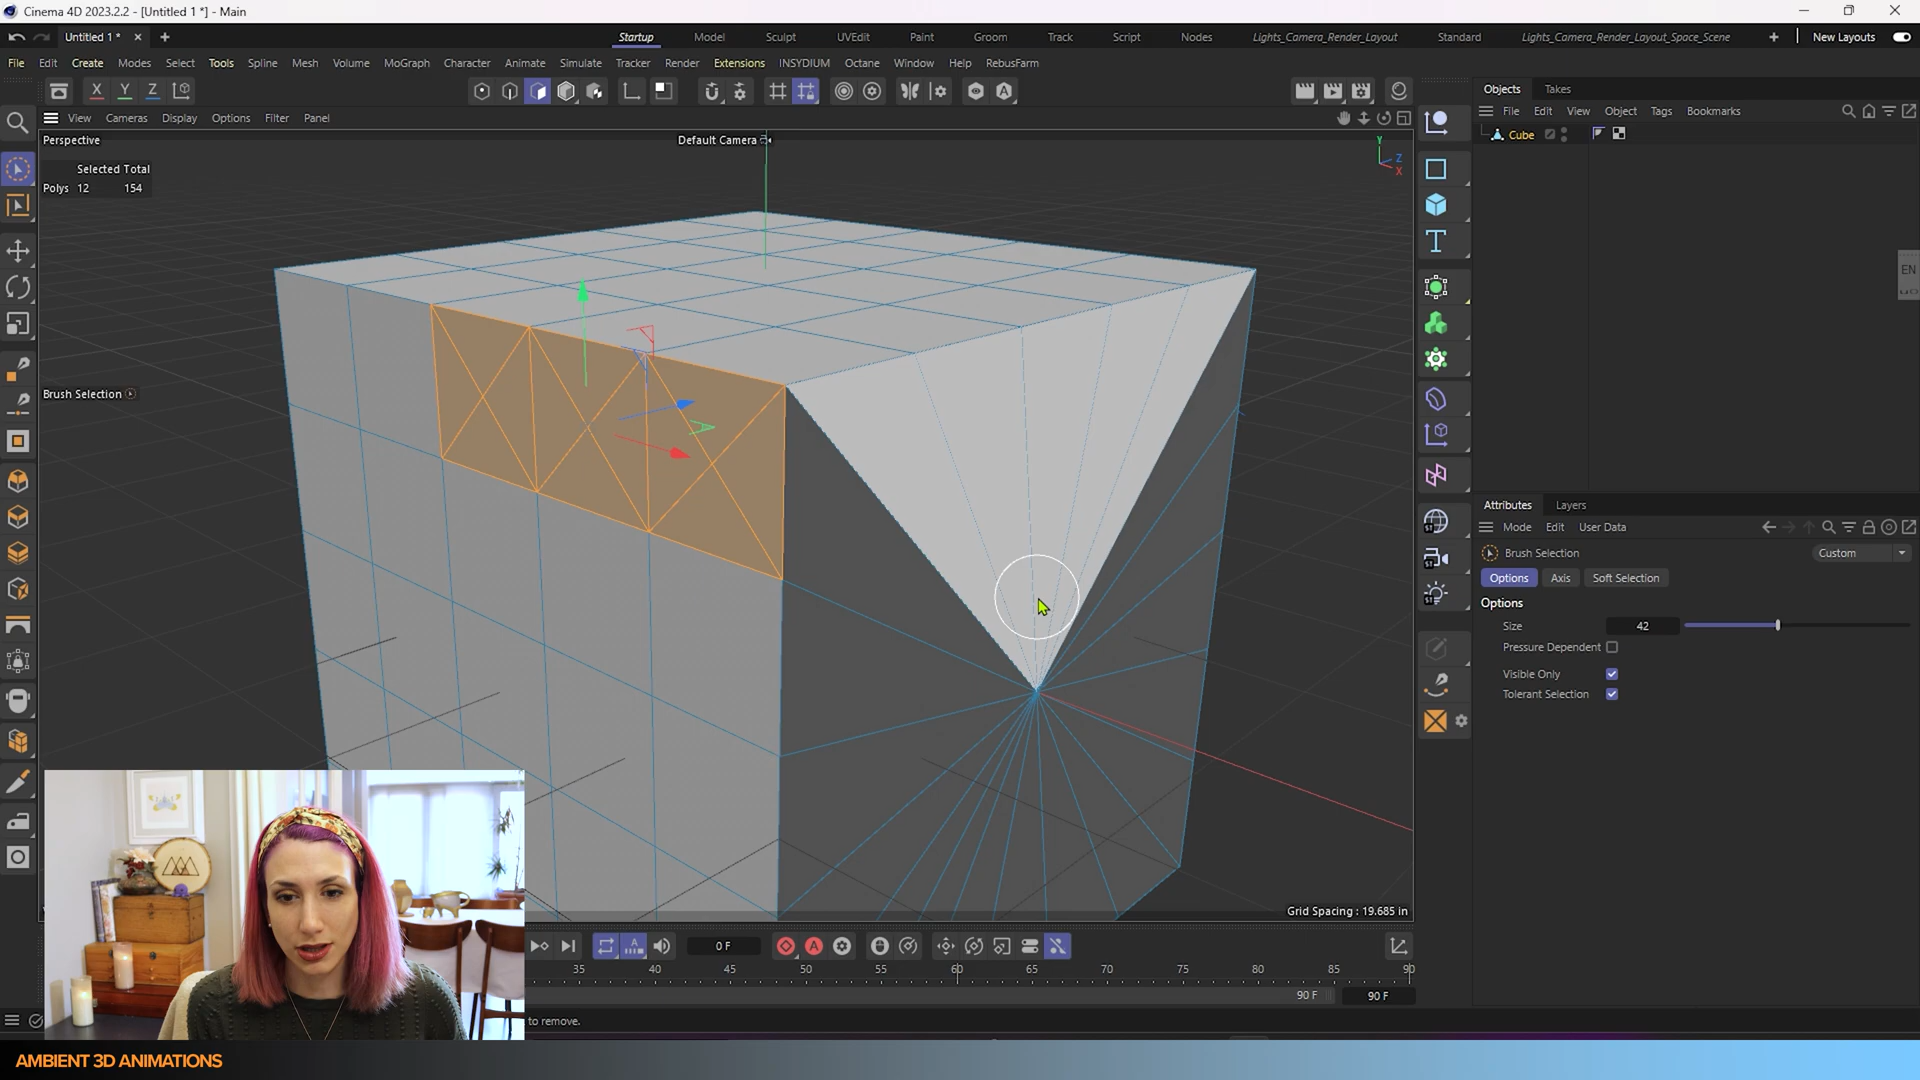 Cinema 4D 2023.2.2 - [Untitled 1 *] - Main
Untitled 1 *
Startup Model Sculpt UVEdit Paint Groom Track Script Nodes Lights_Camera_Render_Layout Standard Lights_Camera_Render_Layout_Space_Scene New Layouts
File Edit Create Modes Select Tools Spline Mesh Volume MoGraph Character Animate Simulate Tracker Render Extensions INSYDIUM Octane Window Help RebusFarm
X Y Z
Objects Takes
View Cameras Display Options Filter Panel
File Edit View Object Tags Bookmarks
Perspective
Default Camera
Cube
Y
Z
X
Selected Total
Polys 12 154
EN
Brush Selection
Attributes Layers
Mode Edit User Data
Brush Selection
Custom
Options Axis Soft Selection
Options
Size 42
Pressure Dependent
Visible Only
Tolerant Selection
Grid Spacing : 19.685 in
0 F
35 40 45 50 55 60 65 70 75 80 85 90
90 F
90 F
to remove.
AMBIENT 3D ANIMATIONS